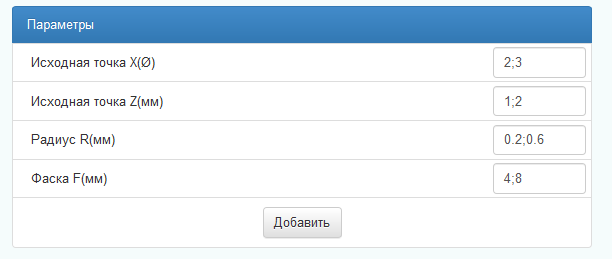 Параметры
Исходная точка X(Ø) 2;3
Исходная точка Z(мм) 1;2
Радиус R(мм) 0.2;0.6
Фаска F(мм) 4;8
Добавить